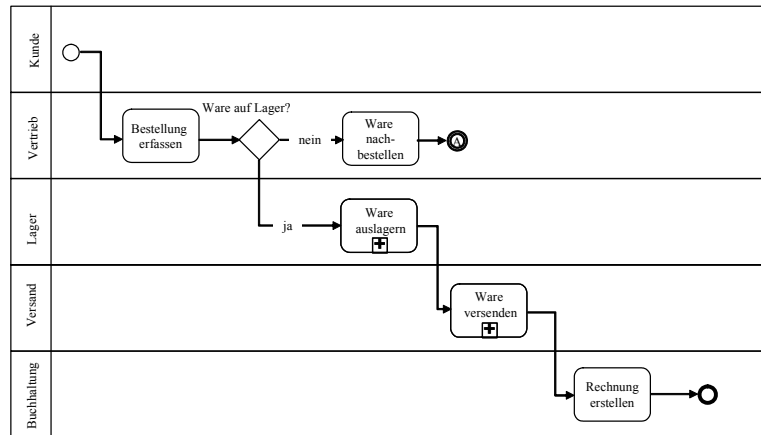 Kunde
Vertrieb
Lager
Versand
Buchhaltung
Ware auf Lager?
Bestellung
erfassen
nein
Ware
nach-
bestellen
A
ja
Ware
auslagern
Ware
versenden
Rechnung
erstellen